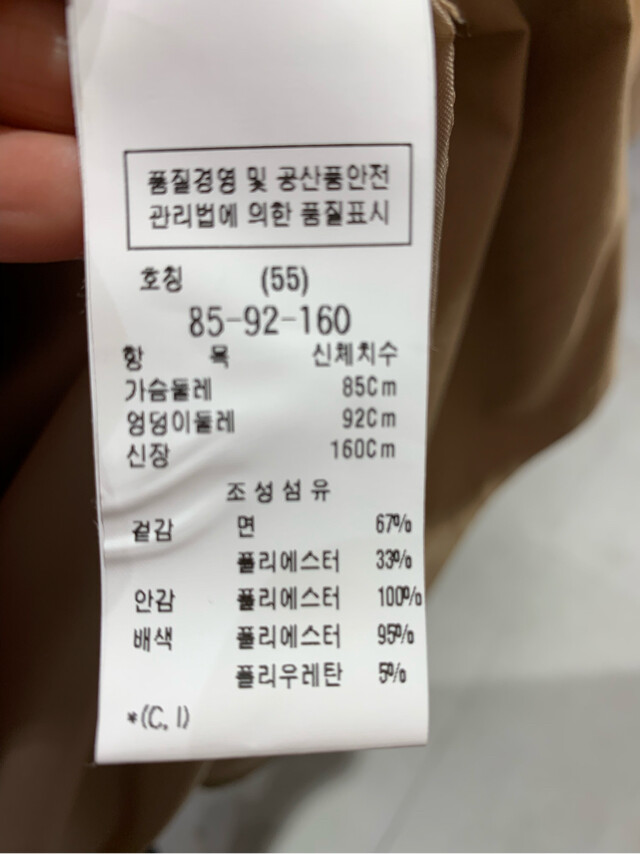 품질경영 및 공산품안전
관리법에 의한 품질표시
호칭 (55)
85-92-160
항 목 신체치수
가슴둘레 85Cm
엉덩이둘레 92Cm
신장 160Cm
조성섬유
겉감 면 67%
폴리에스터 33%
안감 폴리에스터 100%
배색 폴리에스터 95%
폴리우레탄 5%
*(C, I)